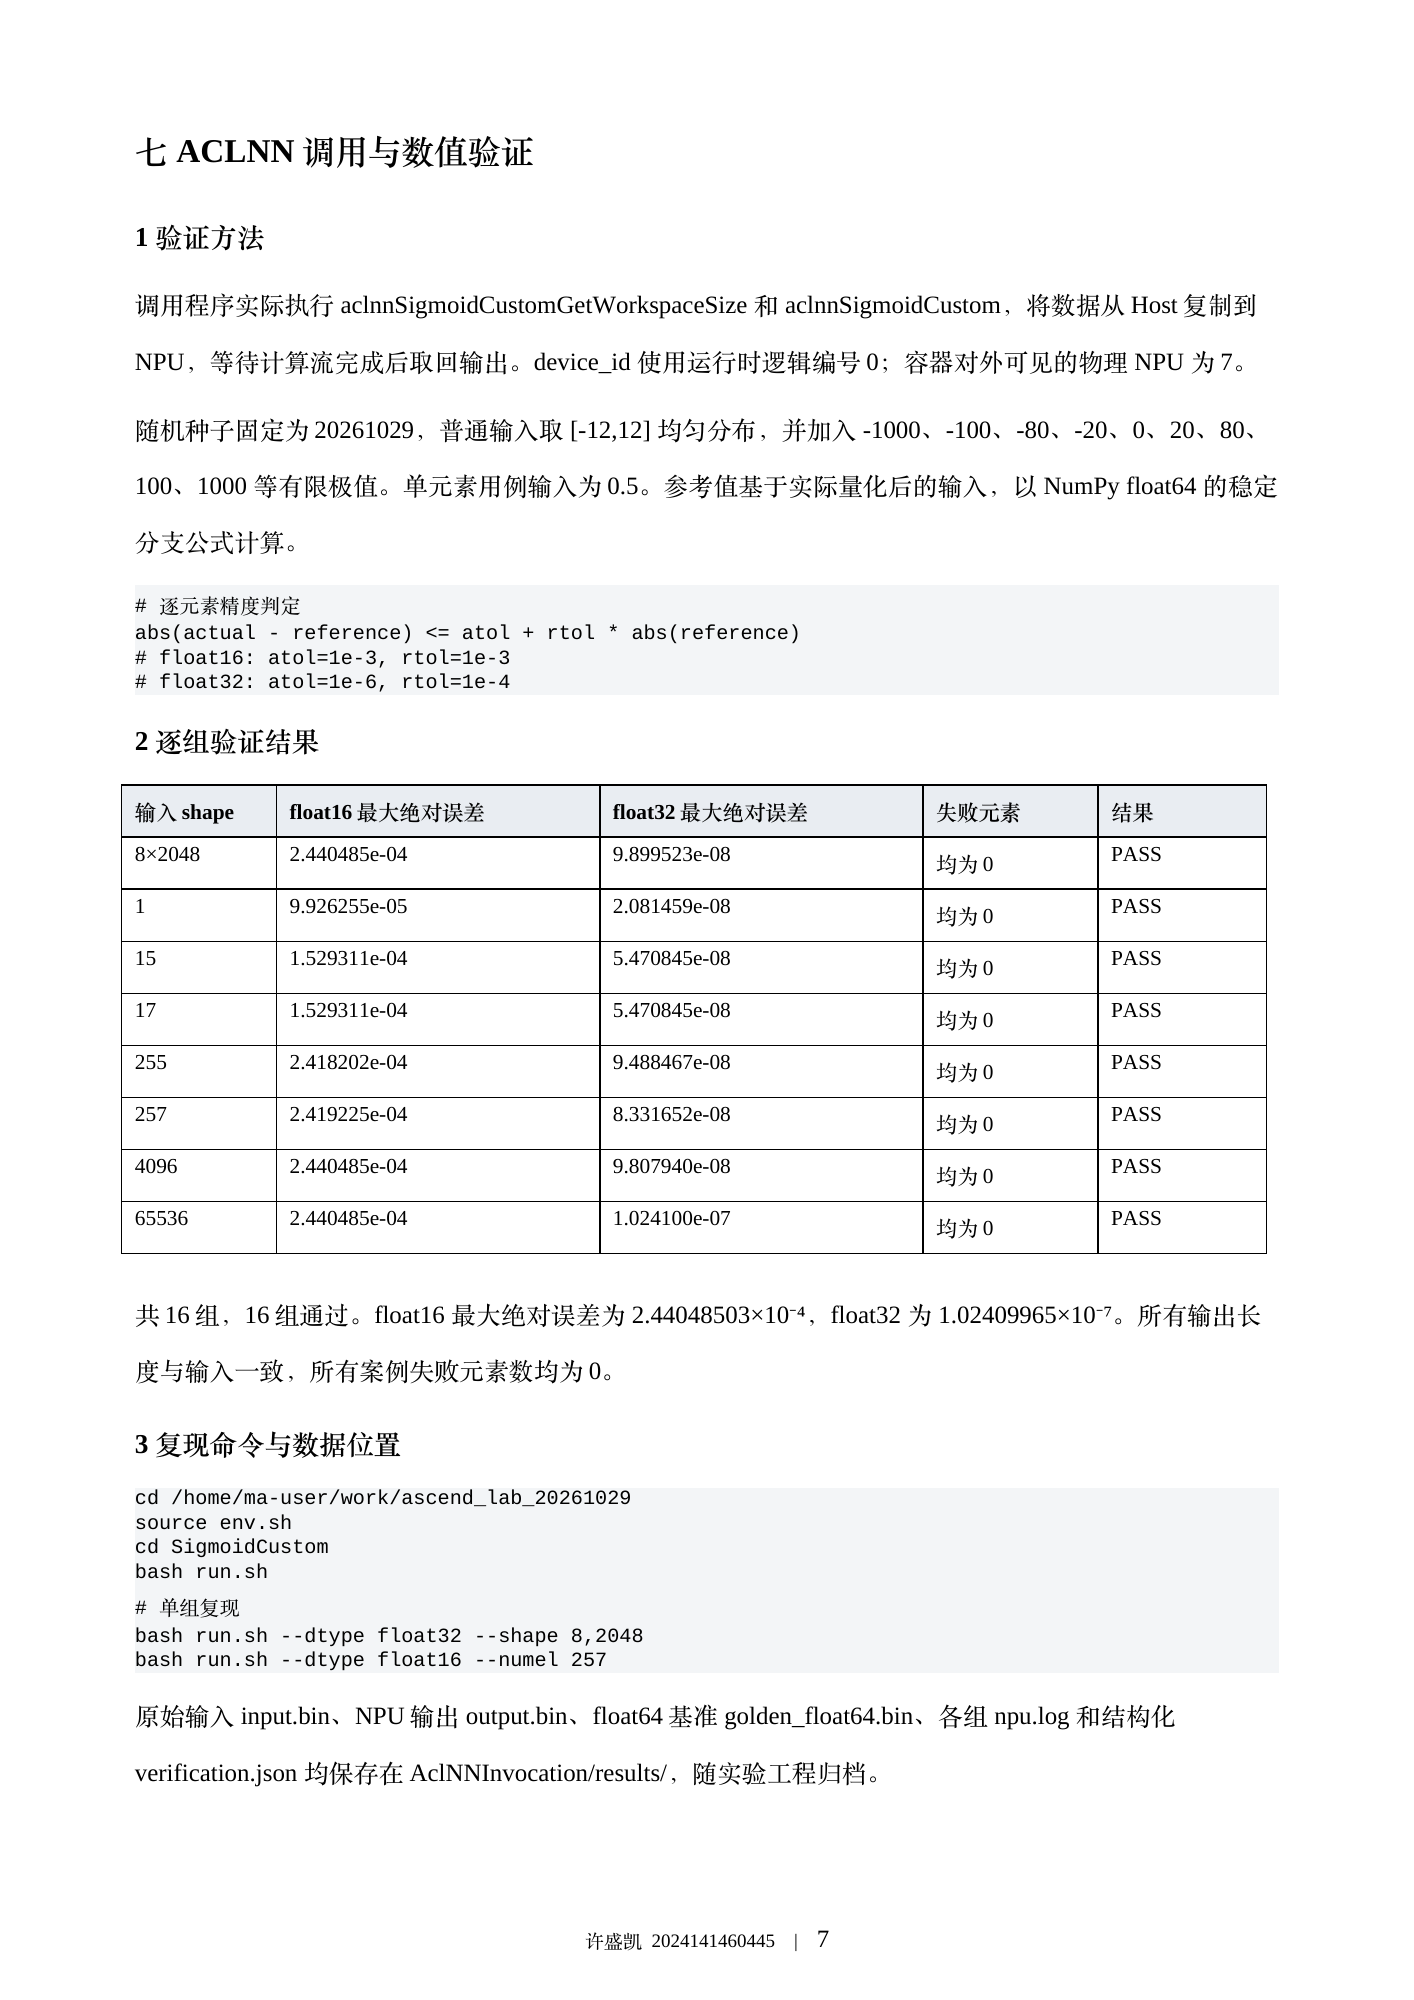 七 ACLNN 调用与数值验证
1 验证方法
调用程序实际执行 aclnnSigmoidCustomGetWorkspaceSize 和 aclnnSigmoidCustom，将数据从 Host 复制到
NPU，等待计算流完成后取回输出。device_id 使用运行时逻辑编号 0；容器对外可见的物理 NPU 为 7。
随机种子固定为 20261029，普通输入取 [-12,12] 均匀分布，并加入 -1000、-100、-80、-20、0、20、80、
100、1000 等有限极值。单元素用例输入为 0.5。参考值基于实际量化后的输入，以 NumPy float64 的稳定
分支公式计算。
# 逐元素精度判定
abs(actual - reference) <= atol + rtol * abs(reference)
# float16: atol=1e-3, rtol=1e-3
# float32: atol=1e-6, rtol=1e-4
2 逐组验证结果
输入 shape float16 最大绝对误差 float32 最大绝对误差 失败元素 结果
8×2048 2.440485e-04 9.899523e-08 均为 0 PASS
1 9.926255e-05 2.081459e-08 均为 0 PASS
15 1.529311e-04 5.470845e-08 均为 0 PASS
17 1.529311e-04 5.470845e-08 均为 0 PASS
255 2.418202e-04 9.488467e-08 均为 0 PASS
257 2.419225e-04 8.331652e-08 均为 0 PASS
4096 2.440485e-04 9.807940e-08 均为 0 PASS
65536 2.440485e-04 1.024100e-07 均为 0 PASS
共 16 组，16 组通过。float16 最大绝对误差为 2.44048503×10⁻⁴，float32 为 1.02409965×10⁻⁷。所有输出长
度与输入一致，所有案例失败元素数均为 0。
3 复现命令与数据位置
cd /home/ma-user/work/ascend_lab_20261029
source env.sh
cd SigmoidCustom
bash run.sh
# 单组复现
bash run.sh --dtype float32 --shape 8,2048
bash run.sh --dtype float16 --numel 257
原始输入 input.bin、NPU 输出 output.bin、float64 基准 golden_float64.bin、各组 npu.log 和结构化
verification.json 均保存在 AclNNInvocation/results/，随实验工程归档。
许盛凯 2024141460445 | 7